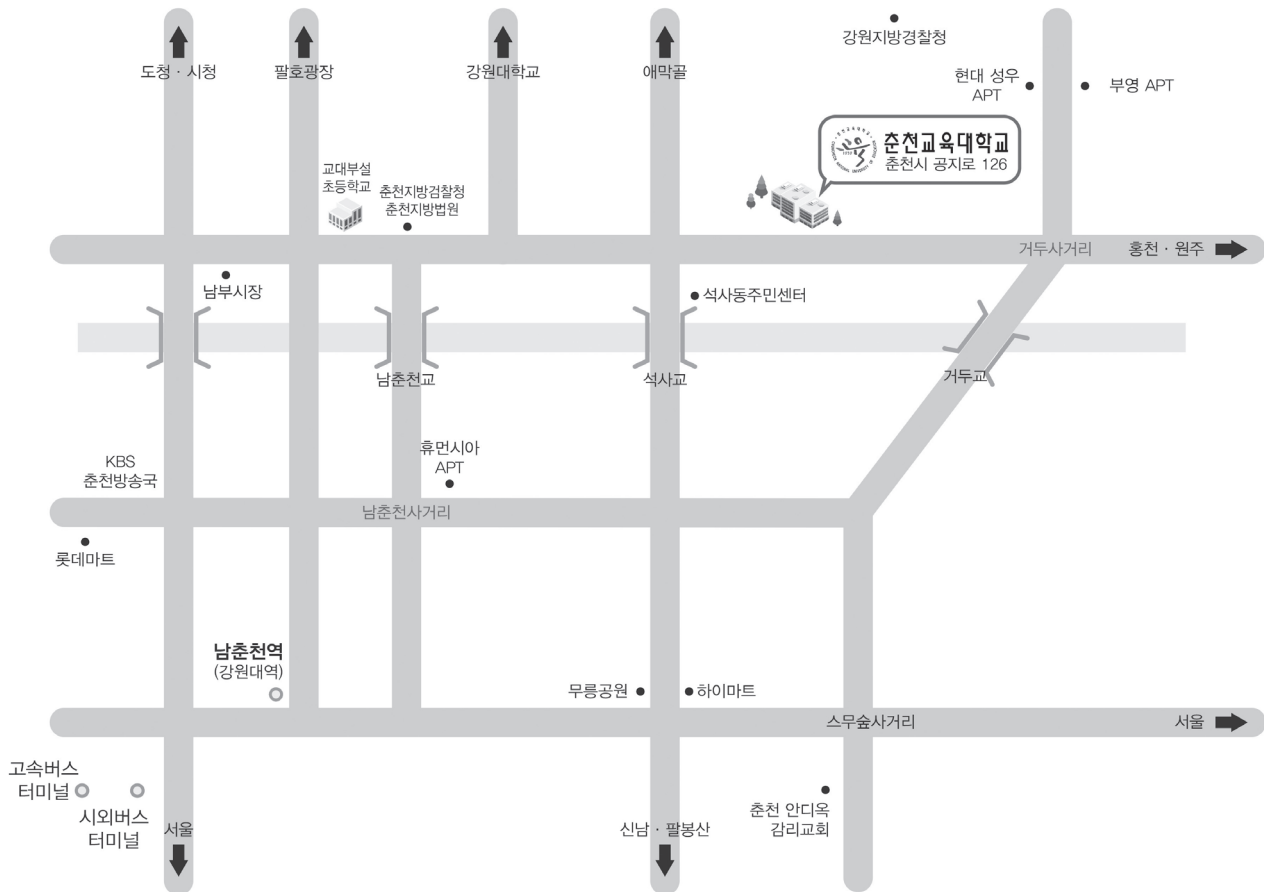 강원지방경찰청
도청 · 시청
팔호광장
강원대학교
애막골
현대 성우
APT
부영 APT
춘천교육대학교
춘천시 공지로 126
교대부설
초등학교
춘천지방검찰청
춘천지방법원
거두사거리
홍천 · 원주
남부시장
석사동주민센터
남춘천교
석사교
거두교
KBS
춘천방송국
휴먼시아
APT
남춘천사거리
롯데마트
남춘천역
(강원대역)
무릉공원
하이마트
스무숲사거리
서울
고속버스
터미널
시외버스
터미널
서울
신남 · 팔봉산
춘천 안디옥
감리교회